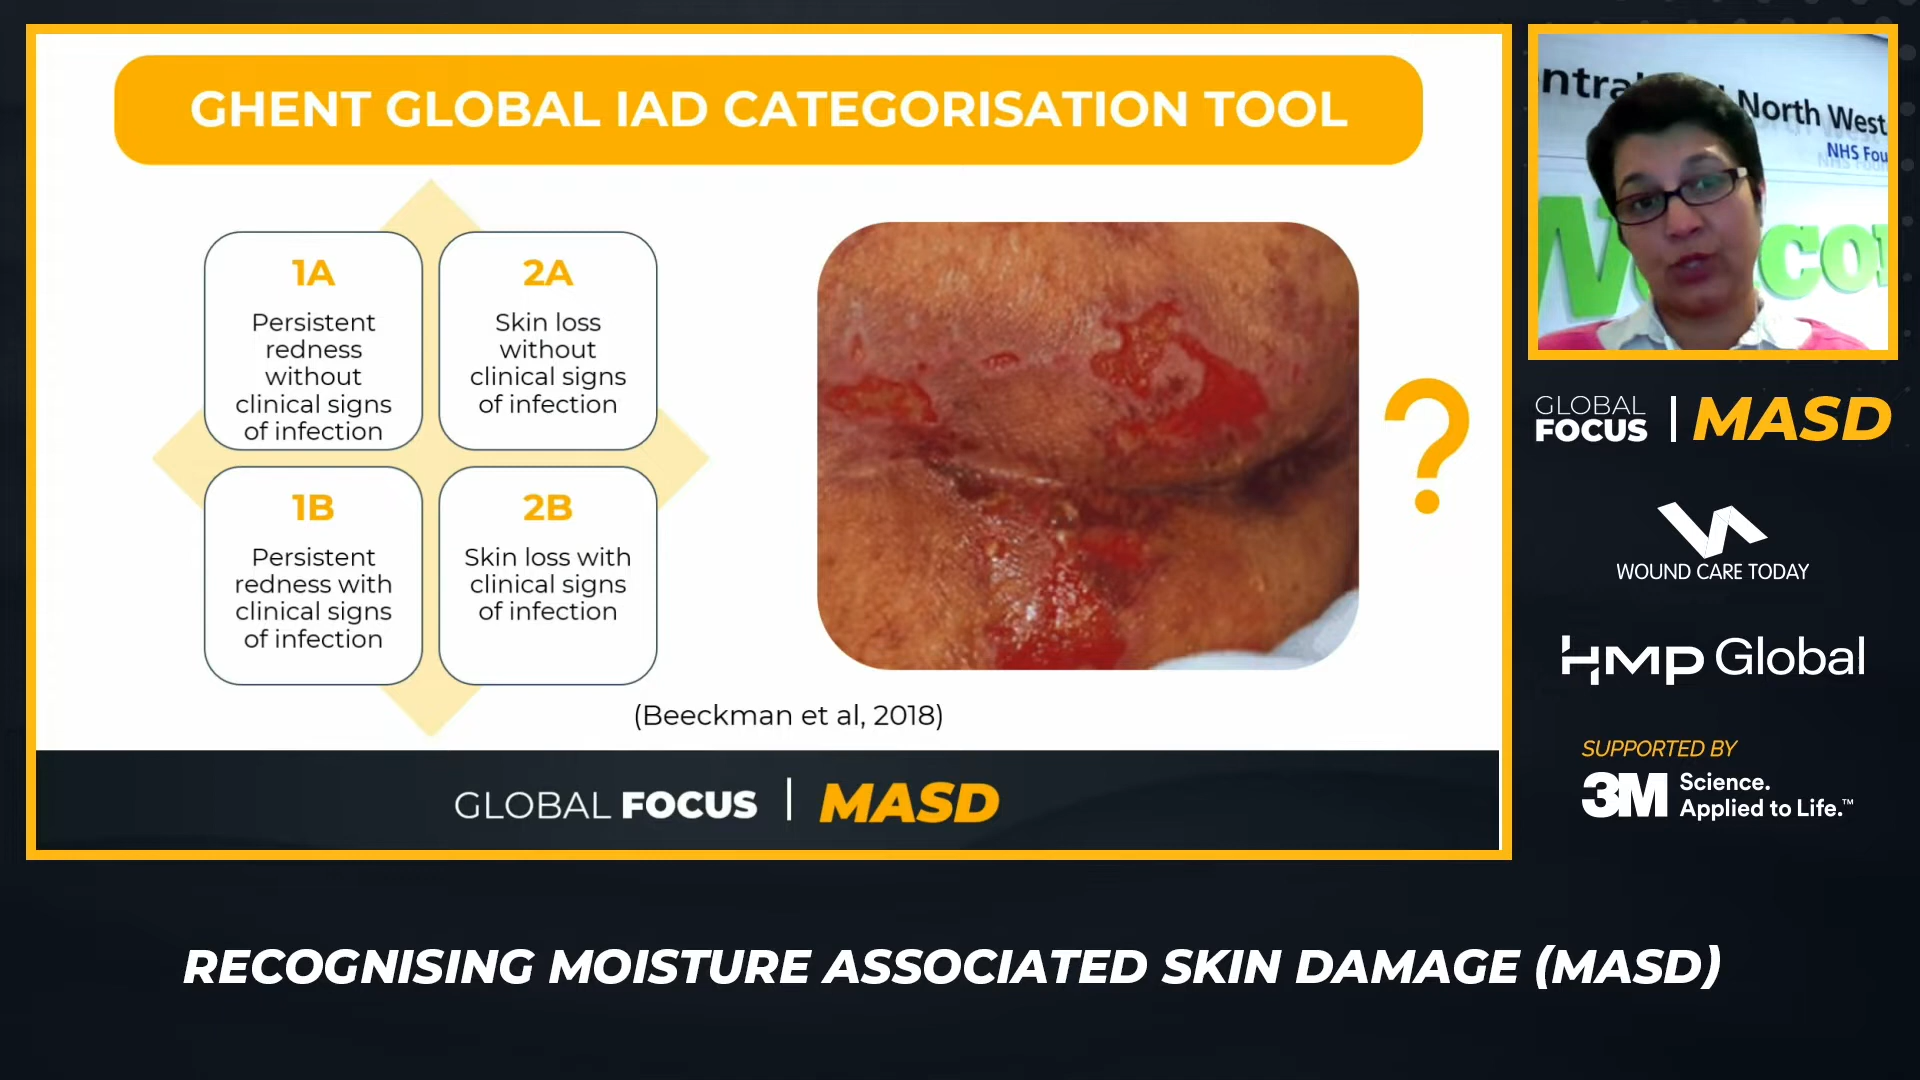 GHENT GLOBAL IAD CATEGORISATION TOOL
1A
Persistent
redness
without
clinical signs
of infection
2A
Skin loss
without
clinical signs
of infection
1B
Persistent
redness with
clinical signs
of infection
2B
Skin loss with
clinical signs
of infection
?
(Beeckman et al, 2018)
GLOBAL FOCUS | MASD
North West
NHS Fou
GLOBAL
FOCUS | MASD
WOUND CARE TODAY
HMP Global
SUPPORTED BY
3M Science.
Applied to Life.™
RECOGNISING MOISTURE ASSOCIATED SKIN DAMAGE (MASD)